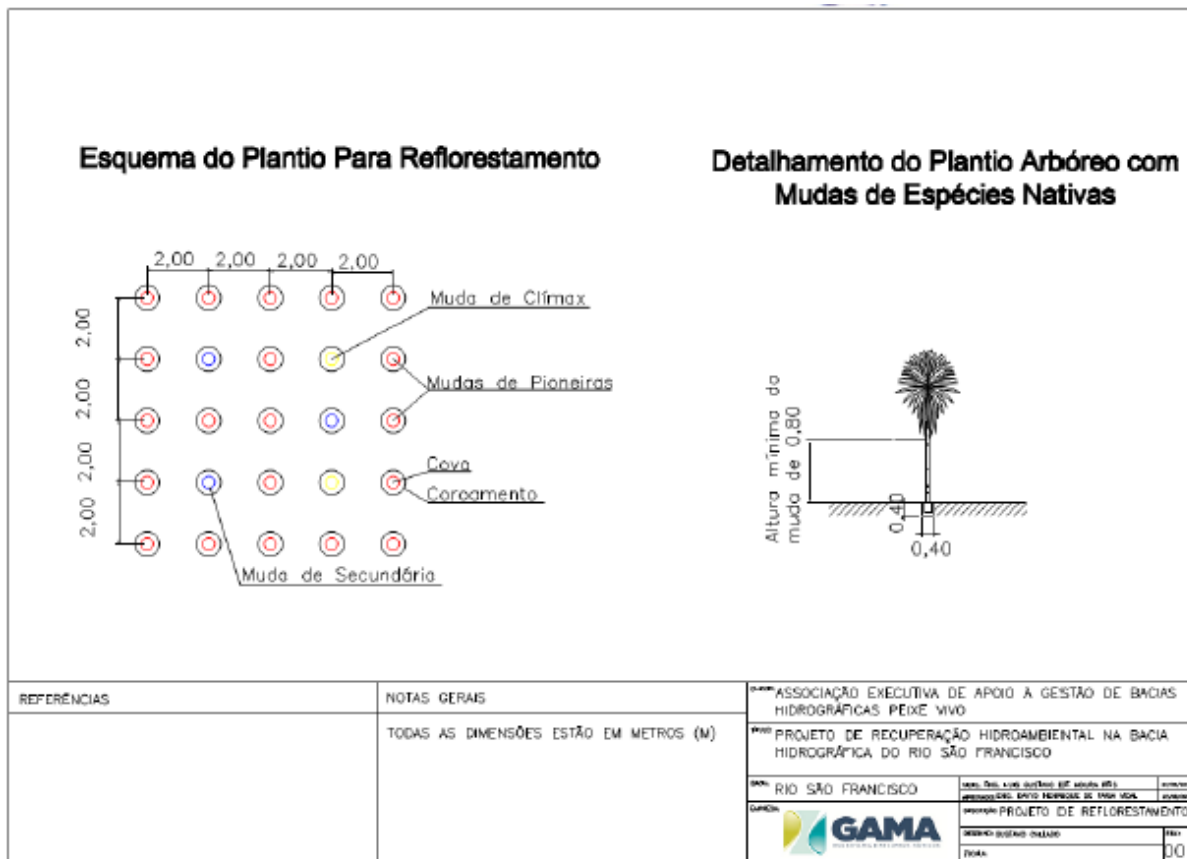 Esquema do Plantio Para Reflorestamento
2,00 2,00 2,00 2,00
2,00
2,00
2,00
2,00
Muda de Clímax
Mudas de Pioneiras
Cova
Coroamento
Muda de Secundária
Detalhamento do Plantio Arbóreo com
Mudas de Espécies Nativas
Altura mínima da
muda de 0,80
0,40
0,40
REFERÊNCIAS
NOTAS GERAIS
TODAS AS DIMENSÕES ESTÃO EM METROS (M)
ASSOCIAÇÃO EXECUTIVA DE APOIO A GESTÃO DE BACIAS
HIDROGRÁFICAS PEIXE VIVO
PROJETO DE RECUPERAÇÃO HIDROAMBIENTAL NA BACIA
HIDROGRÁFICA DO RIO SÃO FRANCISCO
RIO SÃO FRANCISCO
GAMA
PROJETO DE REFLORESTAMENTO
00